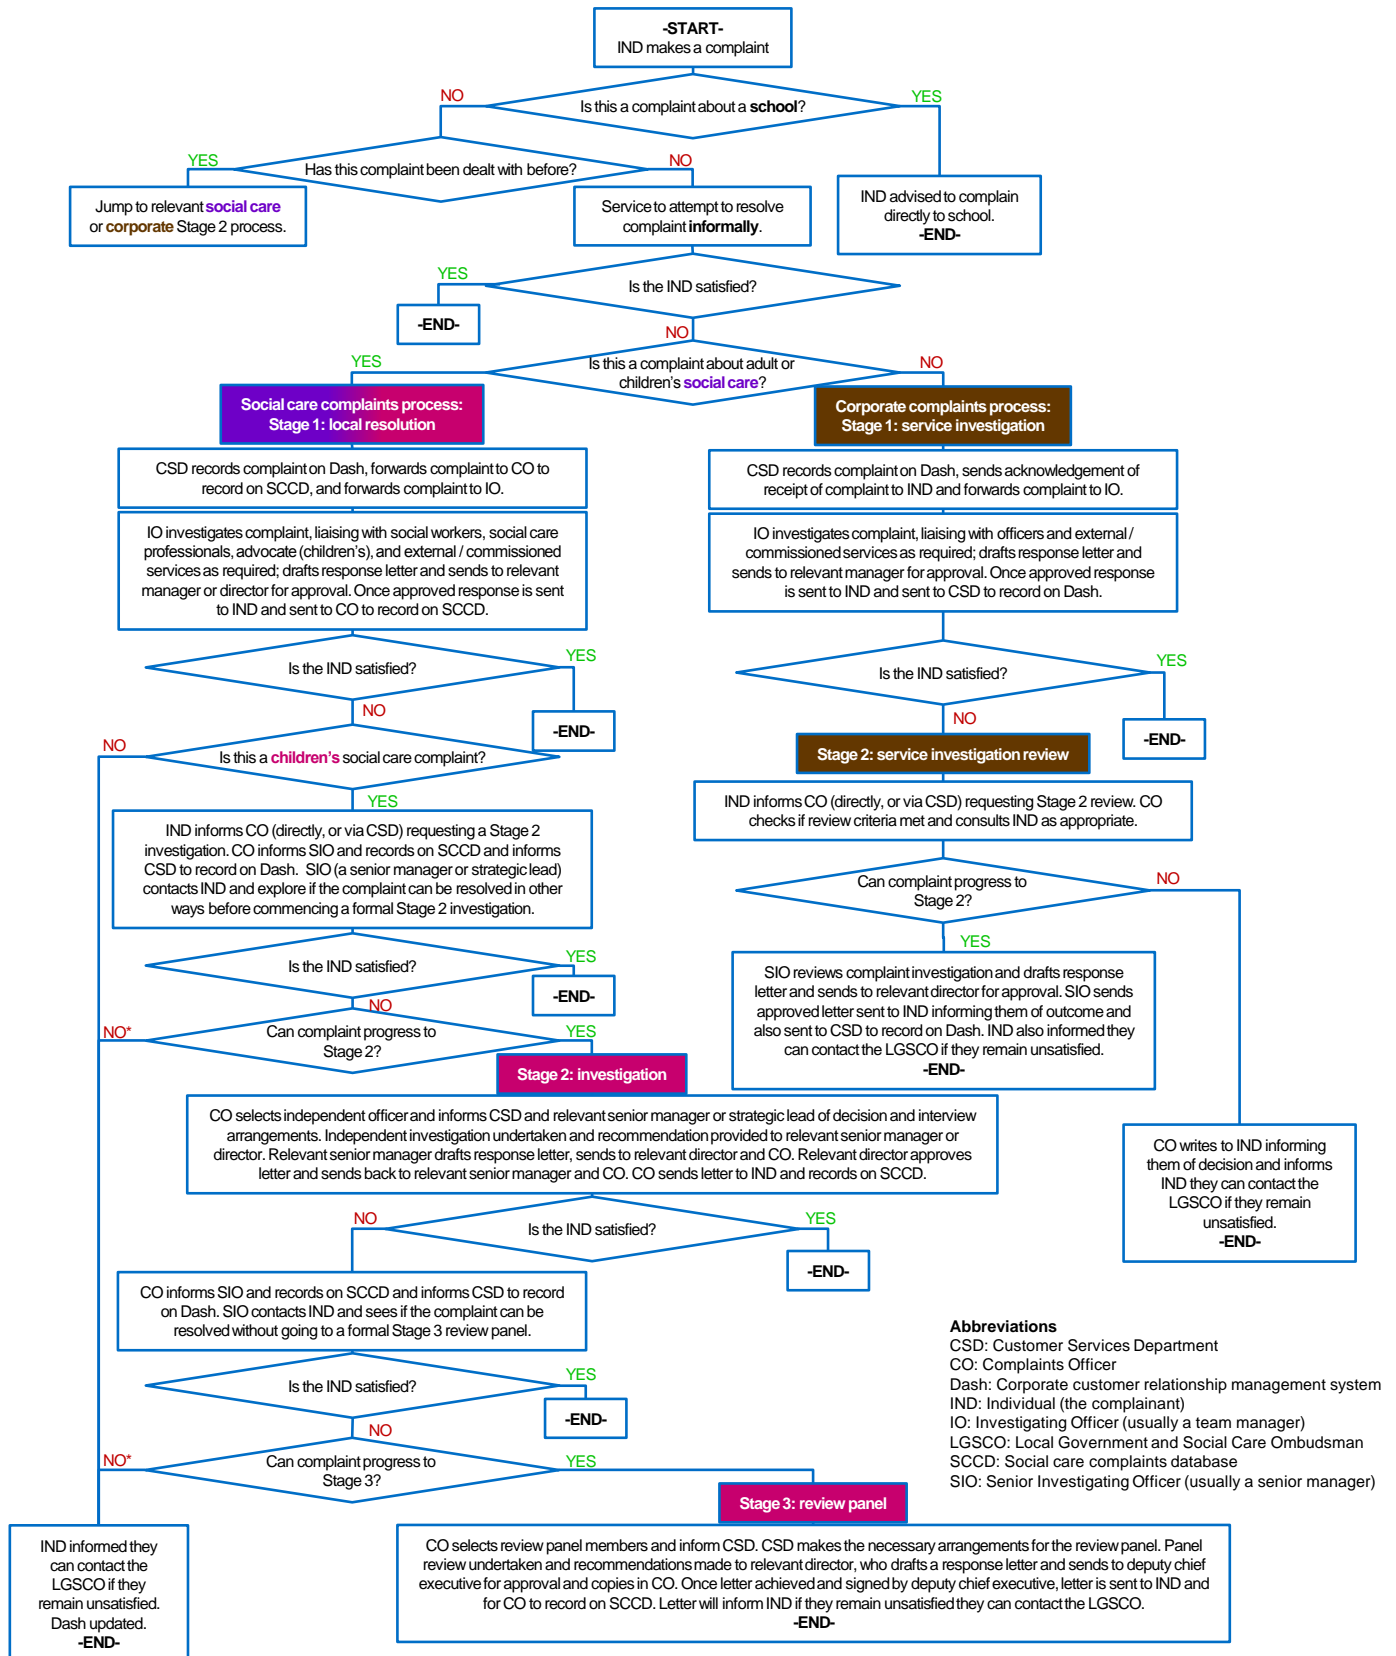 -START-
IND makes a complaint
NO
Is this a complaint about a school?
YES
YES
Has this complaint been dealt with before?
NO
Jump to relevant social care
or corporate Stage 2 process.
Service to attempt to resolve
complaint informally.
IND advised to complain
directly to school.
-END-
YES
Is the IND satisfied?
-END-
NO
YES
Is this a complaint about adult or
children's social care?
NO
Social care complaints process:
Stage 1: local resolution
CSD records complaint on Dash, forwards complaint to CO to
record on SCCD, and forwards complaint to IO.
IO investigates complaint, liaising with social workers, social care
professionals, advocate (children's), and external / commissioned
services as required; drafts response letter and sends to relevant
manager or director for approval. Once approved response is sent
to IND and sent to CO to record on SCCD.
Is the IND satisfied?
YES
-END-
NO
NO
Is this a children's social care complaint?
YES
IND informs CO (directly, or via CSD) requesting a Stage 2
investigation. CO informs SIO and records on SCCD and informs
CSD to record on Dash. SIO (a senior manager or strategic lead)
contacts IND and explore if the complaint can be resolved in other
ways before commencing a formal Stage 2 investigation.
Is the IND satisfied?
YES
-END-
NO
NO*
Can complaint progress to
Stage 2?
YES
Corporate complaints process:
Stage 1: service investigation
CSD records complaint on Dash, sends acknowledgement of
receipt of complaint to IND and forwards complaint to IO.
IO investigates complaint, liaising with officers and external /
commissioned services as required; drafts response letter and
sends to relevant manager for approval. Once approved response
is sent to IND and sent to CSD to record on Dash.
Is the IND satisfied?
YES
-END-
NO
Stage 2: service investigation review
IND informs CO (directly, or via CSD) requesting Stage 2 review. CO
checks if review criteria met and consults IND as appropriate.
Can complaint progress to
Stage 2?
NO
YES
SIO reviews complaint investigation and drafts response
letter and sends to relevant director for approval. SIO sends
approved letter sent to IND informing them of outcome and
also sent to CSD to record on Dash. IND also informed they
can contact the LGSCO if they remain unsatisfied.
-END-
CO writes to IND informing
them of decision and informs
IND they can contact the
LGSCO if they remain
unsatisfied.
-END-
Stage 2: investigation
CO selects independent officer and informs CSD and relevant senior manager or strategic lead of decision and interview
arrangements. Independent investigation undertaken and recommendation provided to relevant senior manager or
director. Relevant senior manager drafts response letter, sends to relevant director and CO. Relevant director approves
letter and sends back to relevant senior manager and CO. CO sends letter to IND and records on SCCD.
NO
Is the IND satisfied?
YES
-END-
CO informs SIO and records on SCCD and informs CSD to record
on Dash. SIO contacts IND and sees if the complaint can be
resolved without going to a formal Stage 3 review panel.
Is the IND satisfied?
YES
-END-
NO
NO*
Can complaint progress to
Stage 3?
YES
Stage 3: review panel
IND informed they
can contact the
LGSCO if they
remain unsatisfied.
Dash updated.
-END-
CO selects review panel members and inform CSD. CSD makes the necessary arrangements for the review panel. Panel
review undertaken and recommendations made to relevant director, who drafts a response letter and sends to deputy chief
executive for approval and copies in CO. Once letter achieved and signed by deputy chief executive, letter is sent to IND and
for CO to record on SCCD. Letter will inform IND if they remain unsatisfied they can contact the LGSCO.
-END-
Abbreviations
CSD: Customer Services Department
CO: Complaints Officer
Dash: Corporate customer relationship management system
IND: Individual (the complainant)
IO: Investigating Officer (usually a team manager)
LGSCO: Local Government and Social Care Ombudsman
SCCD: Social care complaints database
SIO: Senior Investigating Officer (usually a senior manager)